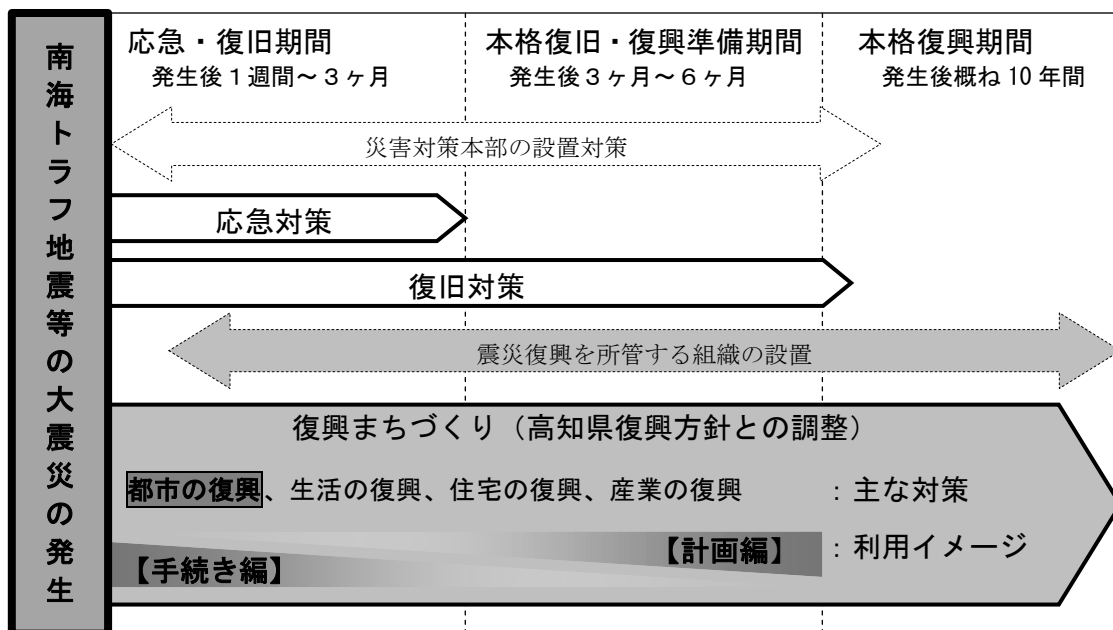 南海トラフ地震等の大震災の発生
応急・復旧期間
発生後1週間～3ヶ月
本格復旧・復興準備期間
発生後3ヶ月～6ヶ月
本格復興期間
発生後概ね 10 年間
災害対策本部の設置対策
応急対策
復旧対策
震災復興を所管する組織の設置
復興まちづくり（高知県復興方針との調整）
都市の復興、生活の復興、住宅の復興、産業の復興　：主な対策
【計画編】：利用イメージ
【手続き編】